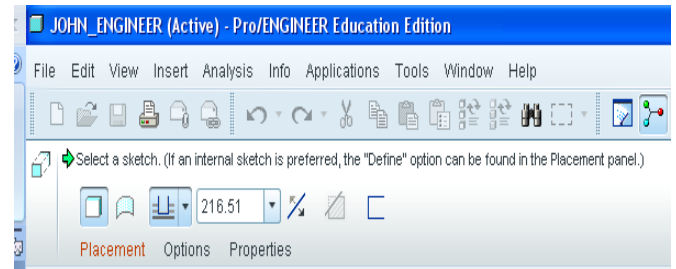 JOHN_ENGINEER (Active) - Pro/ENGINEER Education Edition
File Edit View Insert Analysis Info Applications Tools Window Help
Select a sketch. (If an internal sketch is preferred, the "Define" option can be found in the Placement panel.)
216.51
Placement Options Properties